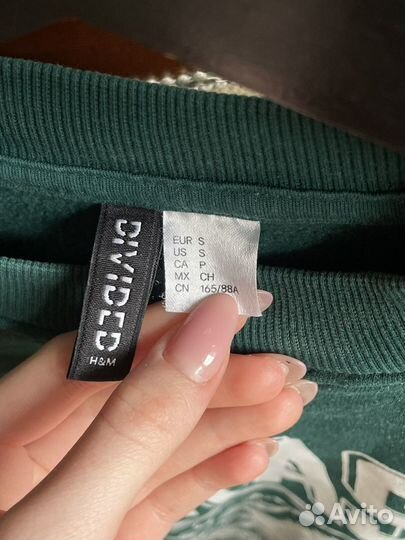 DIVIDED
H&M
EUR S
US S
CA P
MX CH
CN 165/88A
Avito